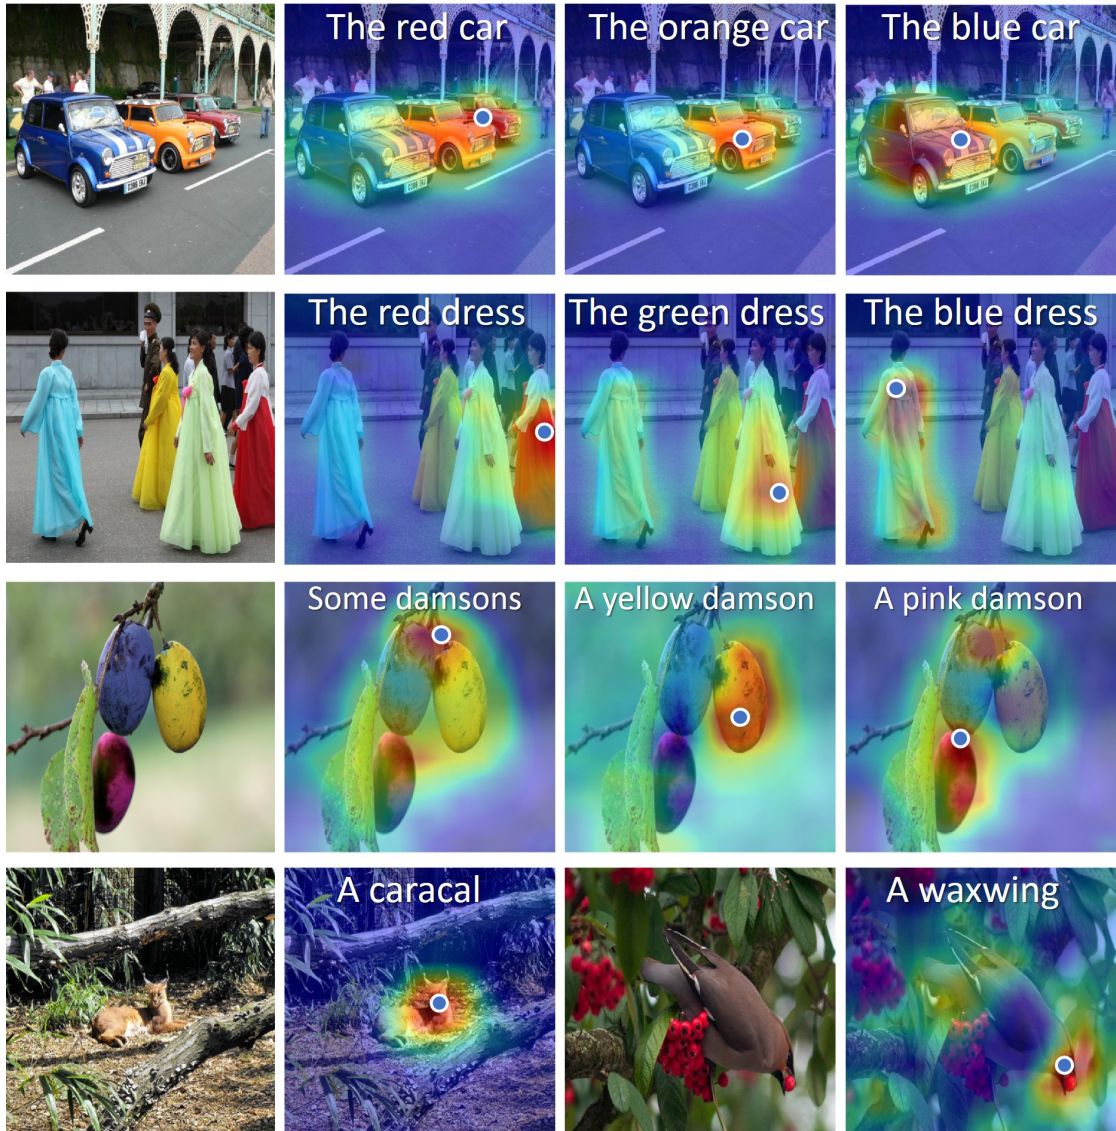 The red car
The orange car
The blue car
The red dress
The green dress
The blue dress
Some damsons
A yellow damson
A pink damson
A caracal
A waxwing